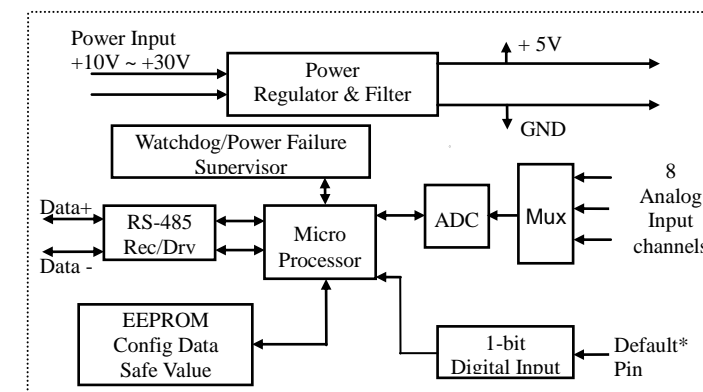 Power Input
+10V ~ +30V
Power
Regulator & Filter
+ 5V
GND
Watchdog/Power Failure
Supervisor
Data+
Data -
RS-485
Rec/Drv
Micro
Processor
ADC
Mux
8
Analog
Input
channels
EEPROM
Config Data
Safe Value
1-bit
Digital Input
Default*
Pin